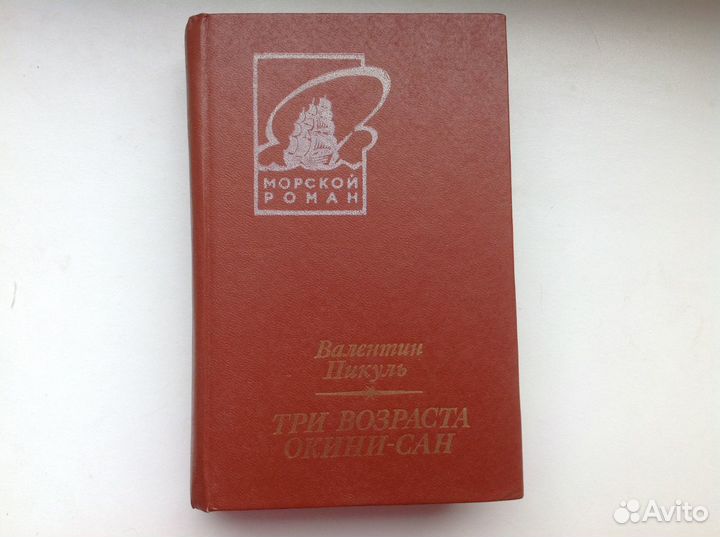 МОРСКОЙ
РОМАН
Валентин
Пикуль
ТРИ ВОЗРАСТА
ОКИНИ-САН
Avito